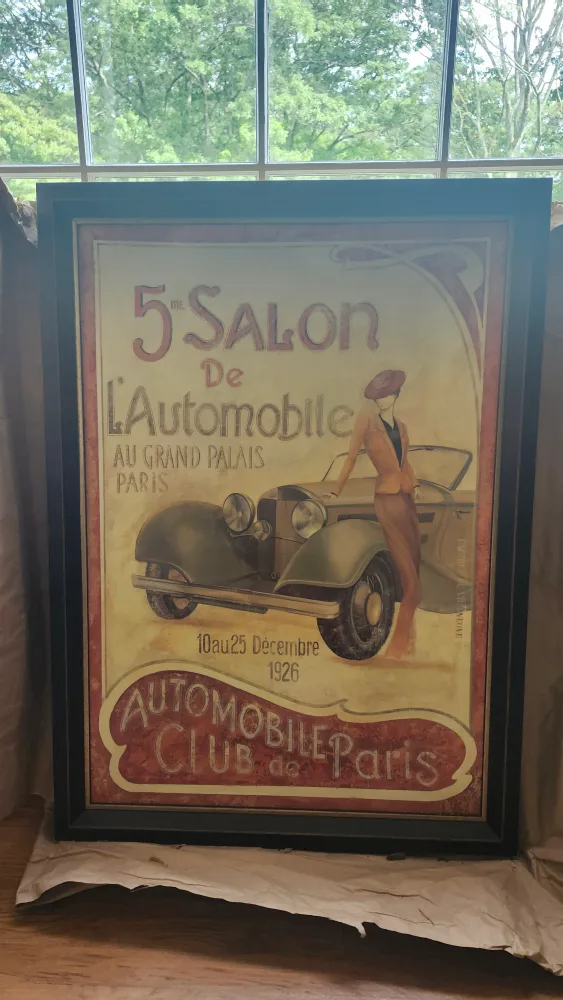 5me Salon
De
L'Automobile
AU GRAND PALAIS
PARIS
10au25 Décembre
1926
AUTOMOBILE
CLUB de Paris